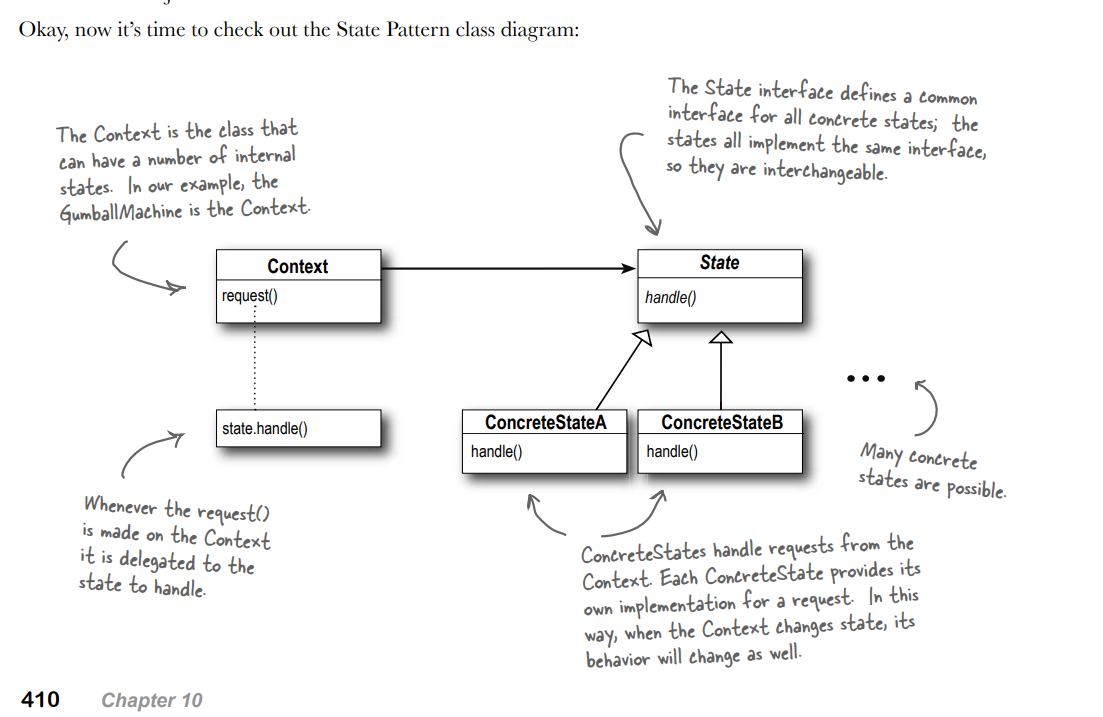 Okay, now it's time to check out the State Pattern class diagram:
The Context is the class that
can have a number of internal
states. In our example, the
GumballMachine is the Context.
The State interface defines a common
interface for all concrete states; the
states all implement the same interface,
so they are interchangeable.
Context
request()
State
handle()
state.handle()
ConcreteStateA
handle()
ConcreteStateB
handle()
Many concrete
states are possible.
Whenever the request()
is made on the Context
it is delegated to the
state to handle.
ConcreteStates handle requests from the
Context. Each ConcreteState provides its
own implementation for a request. In this
way, when the Context changes state, its
behavior will change as well.
410 Chapter 10